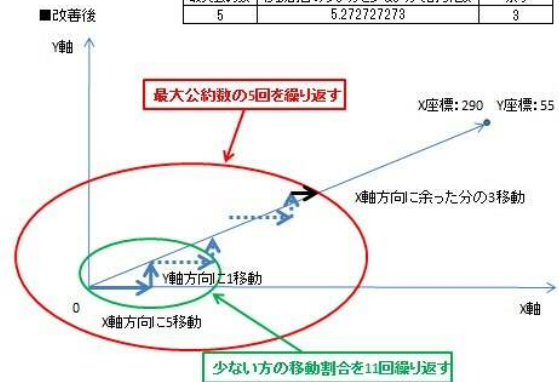 ■改善後
5 5.272727273 3
Y軸
最大公約数の5回を繰り返す
X座標：290 Y座標：55
X軸方向に余った分の3移動
Y軸方向に1移動
0
X軸方向に5移動
X軸
少ない方の移動割合を11回繰り返す